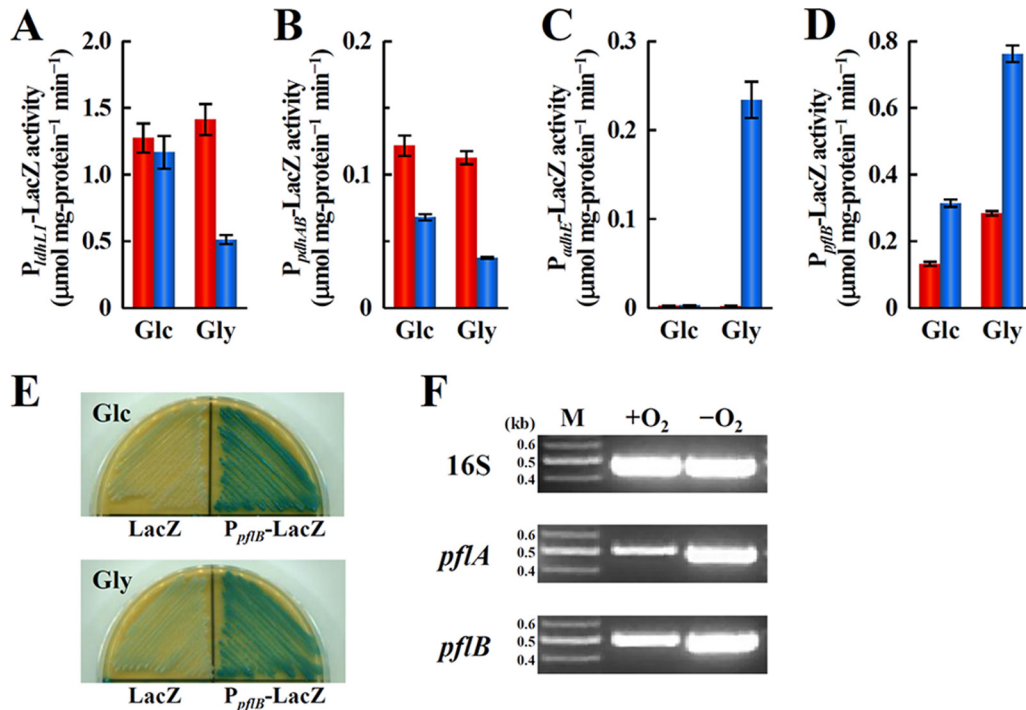 A
P_ldhL1-LacZ activity
(µmol mg-protein⁻¹ min⁻¹)
2.0
1.5
1.0
0.5
0
Glc Gly
B
P_pdhAB-LacZ activity
(µmol mg-protein⁻¹ min⁻¹)
0.2
0.1
0
Glc Gly
C
P_adhE-LacZ activity
(µmol mg-protein⁻¹ min⁻¹)
0.3
0.2
0.1
0
Glc Gly
D
P_pflB-LacZ activity
(µmol mg-protein⁻¹ min⁻¹)
0.8
0.6
0.4
0.2
0
Glc Gly
E
Glc
LacZ P_pflB-LacZ
Gly
LacZ P_pflB-LacZ
F
(kb) M +O₂ −O₂
16S
0.6
0.5
0.4
pflA
0.6
0.5
0.4
pflB
0.6
0.5
0.4